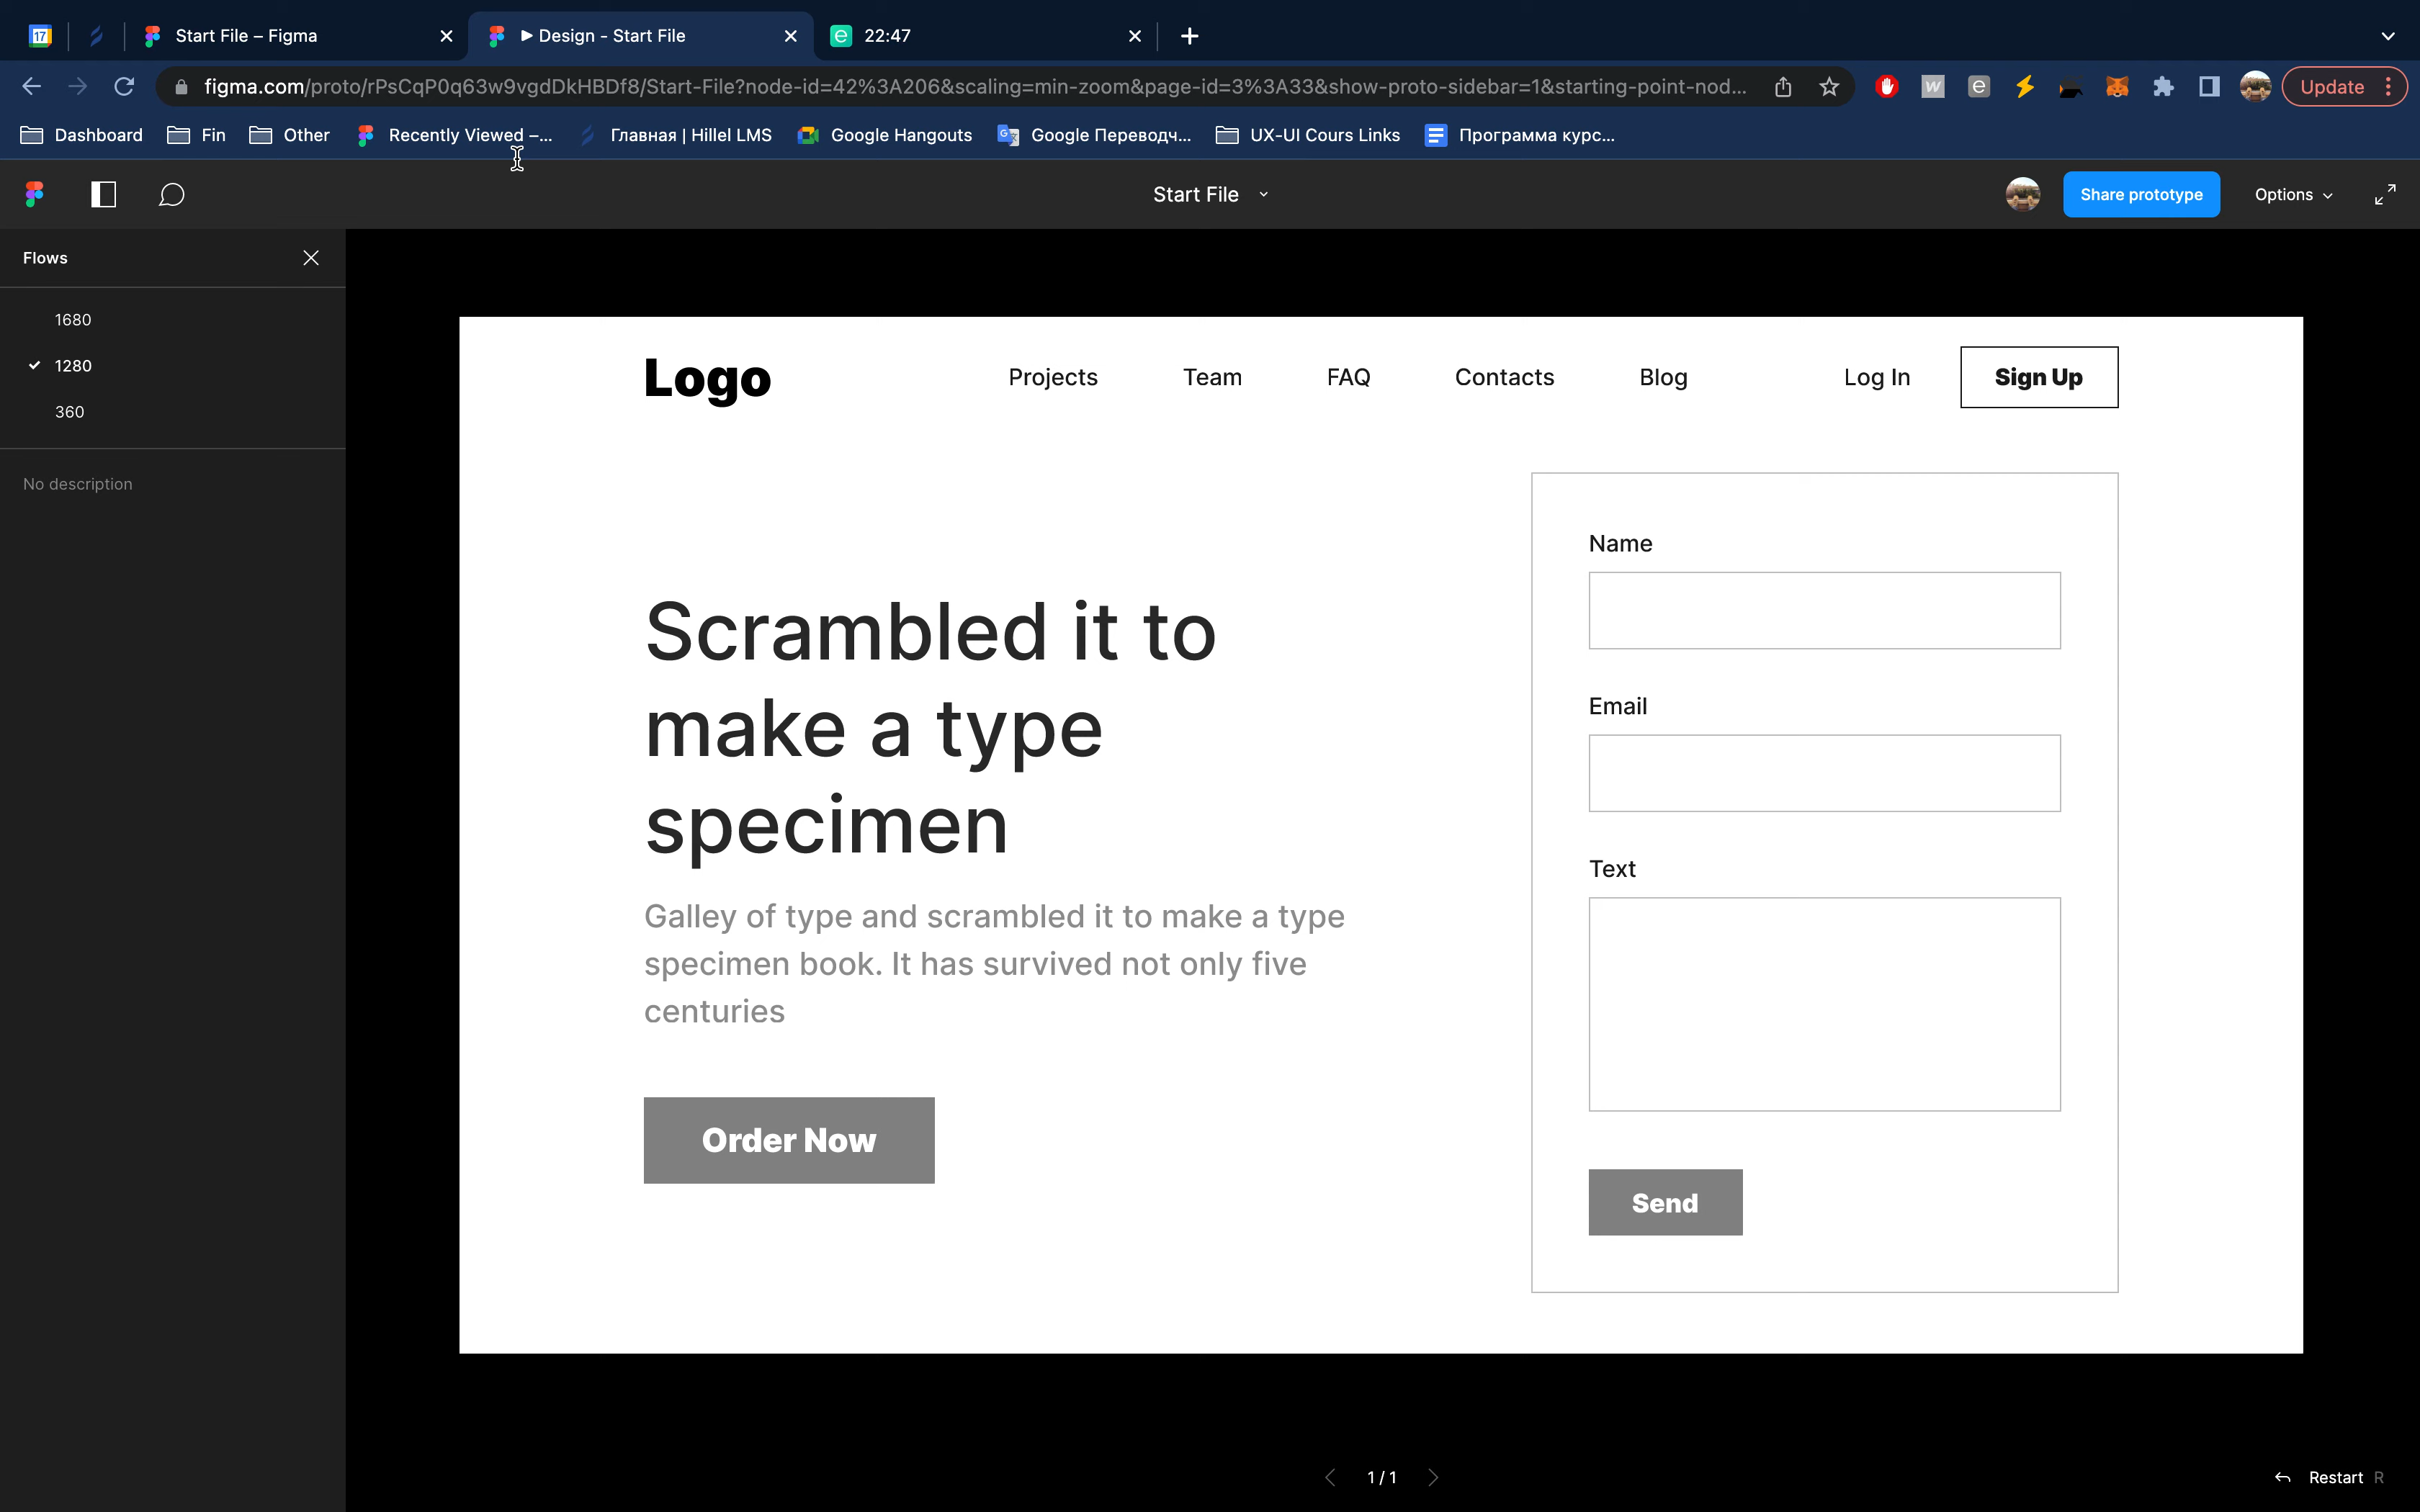 17
Start File – Figma
Design - Start File
e
22:47
figma.com/proto/rPsCqP0q63w9vgdDkHBDf8/Start-File?node-id=42%3A206&scaling=min-zoom&page-id=3%3A33&show-proto-sidebar=1&starting-point-nod...
w
e
Update
Dashboard
Fin
Other
Recently Viewed –...
Главная | Hillel LMS
Google Hangouts
Google Переводч...
UX-UI Cours Links
Программа курс...
Start File
Share prototype
Options
Flows
1680
1280
360
No description
Logo
Projects
Team
FAQ
Contacts
Blog
Log In
Sign Up
Scrambled it to
make a type
specimen
Galley of type and scrambled it to make a type
specimen book. It has survived not only five
centuries
Order Now
Name
Email
Text
Send
1 / 1
Restart R